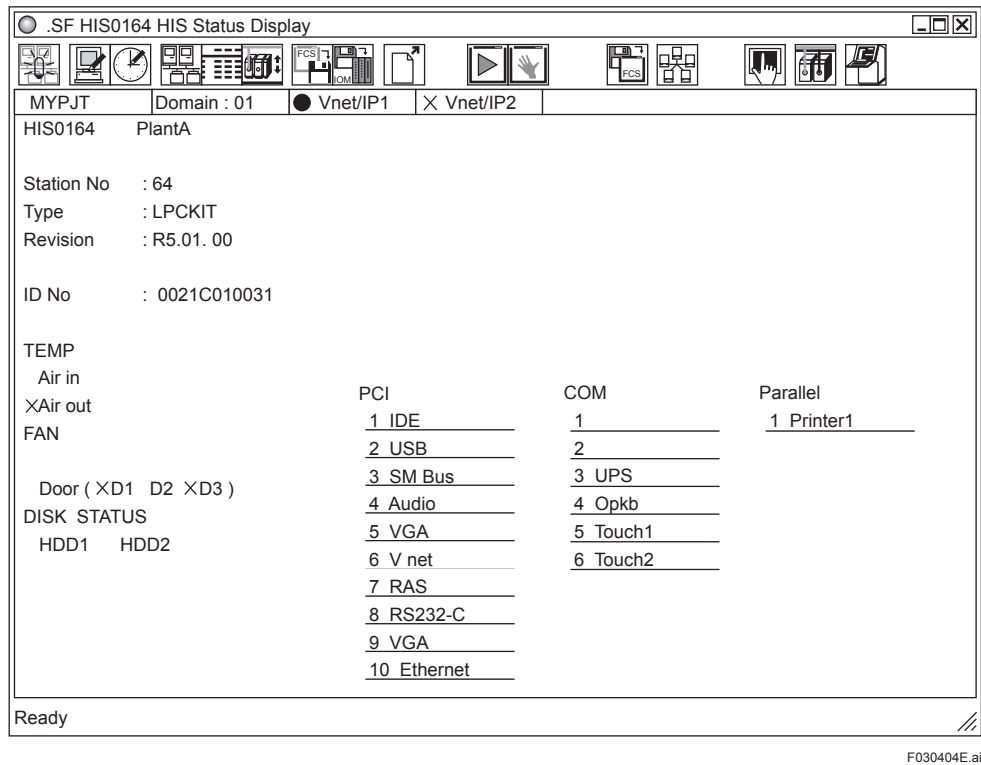 .SF HIS0164 HIS Status Display
FCS
IOM
FCS
MYPJT Domain : 01 ● Vnet/IP1 × Vnet/IP2
HIS0164 PlantA
Station No : 64
Type : LPCKIT
Revision : R5.01. 00
ID No : 0021C010031
TEMP
Air in
×Air out
FAN
Door ( ×D1 D2 ×D3 )
DISK STATUS
HDD1 HDD2
PCI
1 IDE
2 USB
3 SM Bus
4 Audio
5 VGA
6 V net
7 RAS
8 RS232-C
9 VGA
10 Ethernet
COM
1
2
3 UPS
4 Opkb
5 Touch1
6 Touch2
Parallel
1 Printer1
Ready
F030404E.ai